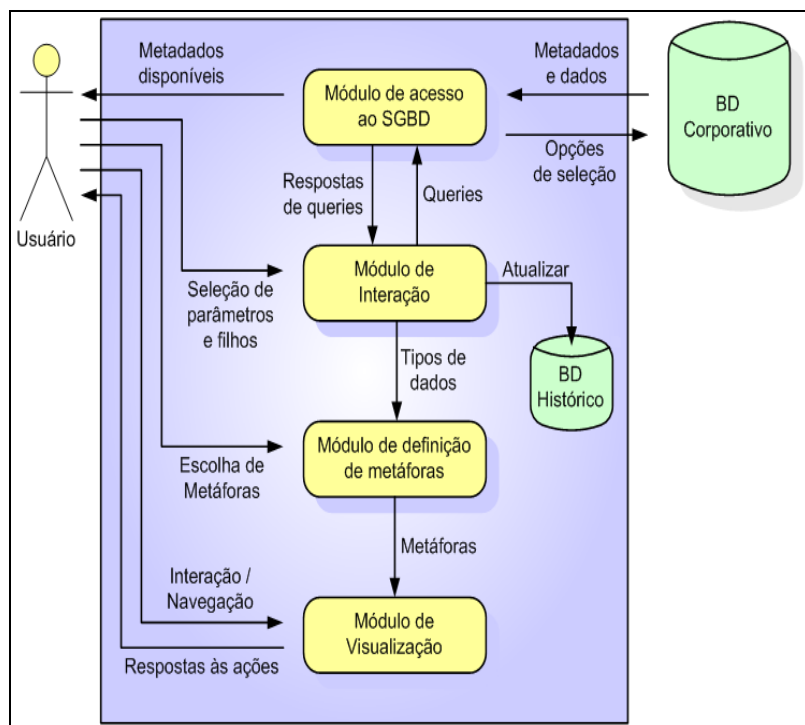 Metadados
disponíveis
Módulo de acesso
ao SGBD
Metadados
e dados
BD
Corporativo
Opções
de seleção
Respostas
de queries
Queries
Usuário
Módulo de
Interação
Atualizar
Seleção de
parâmetros
e filhos
Tipos de
dados
BD
Histórico
Módulo de definição
de metáforas
Escolha de
Metáforas
Metáforas
Interação /
Navegação
Módulo de
Visualização
Respostas às ações